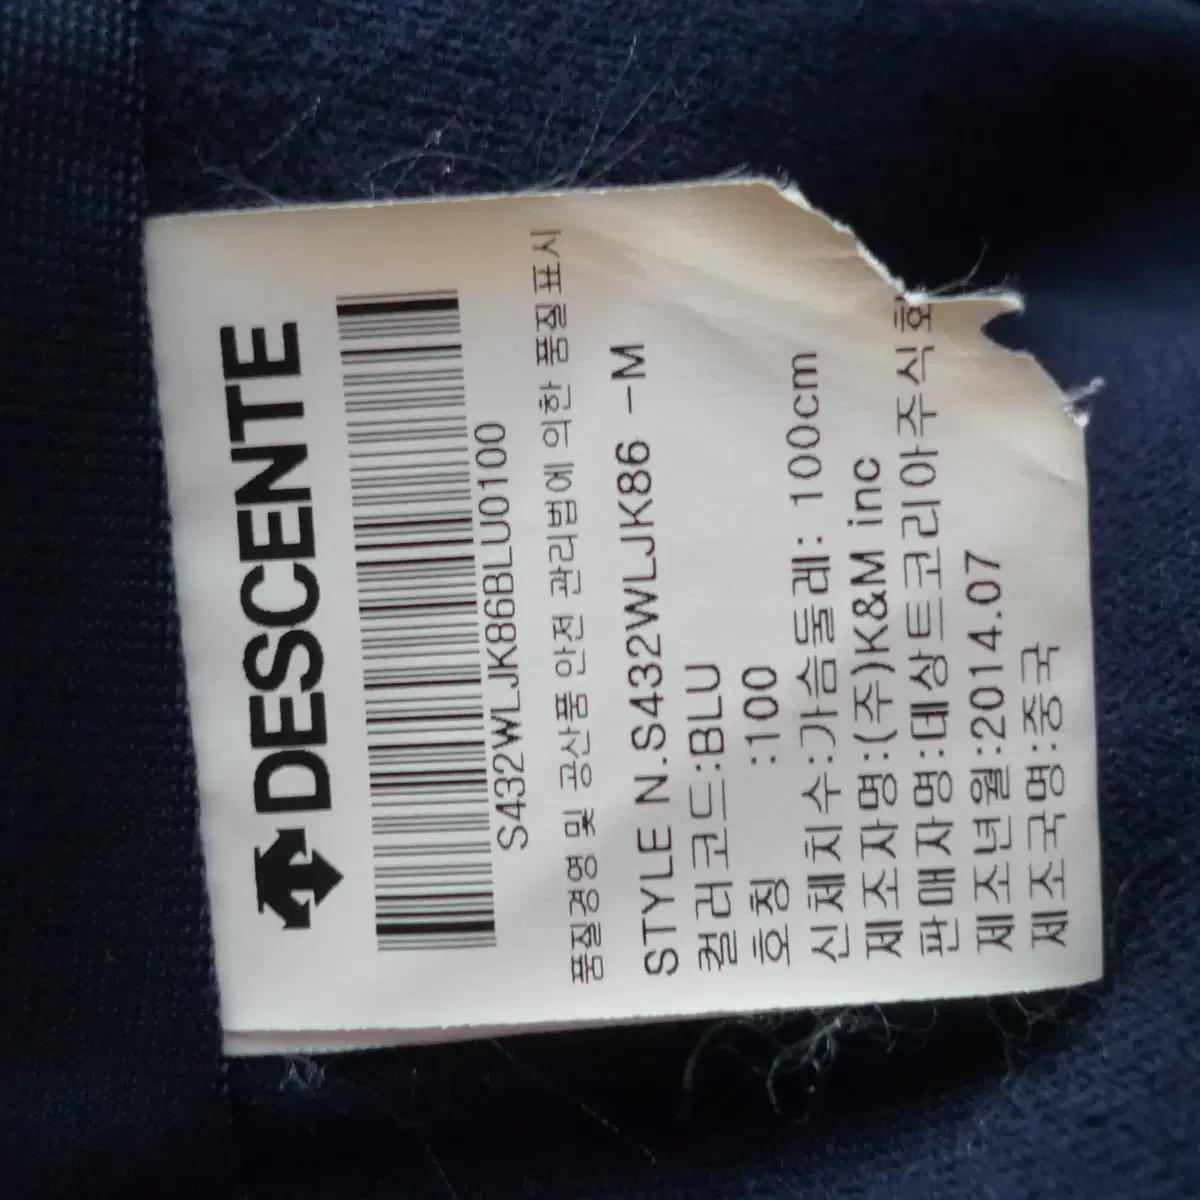 DESCENTE
S432WLJK86BLU0100
품질경영 및 공산품 안전 관리법에 의한 품질표시
STYLE N.S432WLJK86 -M
컬러코드:BLU
호칭 :100
신체치수:가슴둘레: 100cm
제조자명:(주)K&M inc
판매자명:데상트코리아주식회
제조년월:2014.07
제조국명:중국